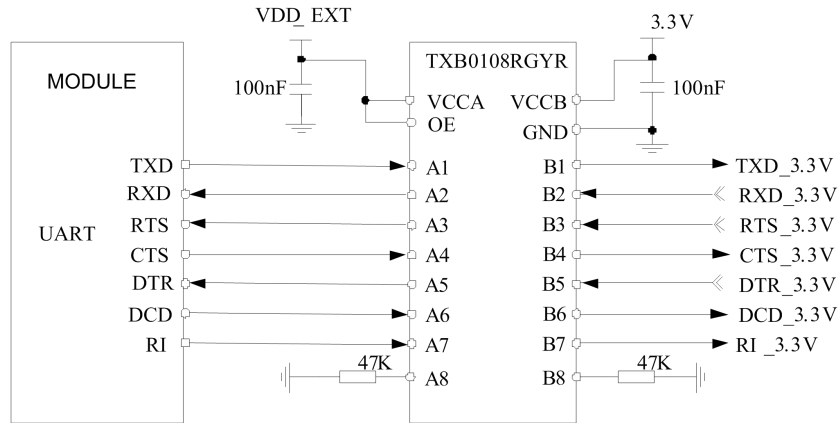 VDD_EXT
3.3V
MODULE
TXB0108RGYR
100nF
100nF
VCCA
VCCB
OE
GND
TXD
A1
B1
TXD_3.3V
RXD
A2
B2
RXD_3.3V
UART
RTS
A3
B3
RTS_3.3V
CTS
A4
B4
CTS_3.3V
DTR
A5
B5
DTR_3.3V
DCD
A6
B6
DCD_3.3V
RI
A7
B7
RI _3.3V
47K
A8
B8
47K